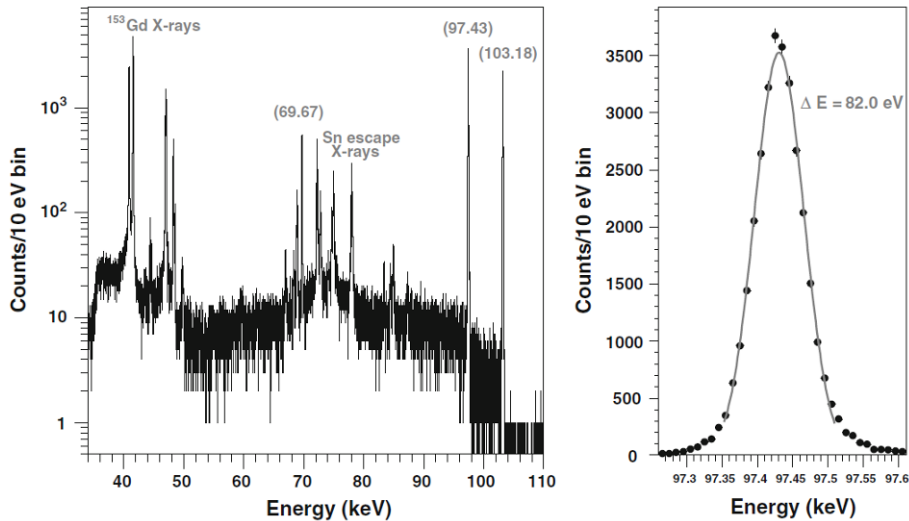 ¹⁵³Gd X-rays
(97.43)
(103.18)
(69.67)
Sn escape
X-rays
10³
10²
10
1
Counts/10 eV bin
40 50 60 70 80 90 100 110
Energy (keV)
Δ E = 82.0 eV
3500
3000
2500
2000
1500
1000
500
0
Counts/10 eV bin
97.3 97.35 97.4 97.45 97.5 97.55 97.6
Energy (keV)